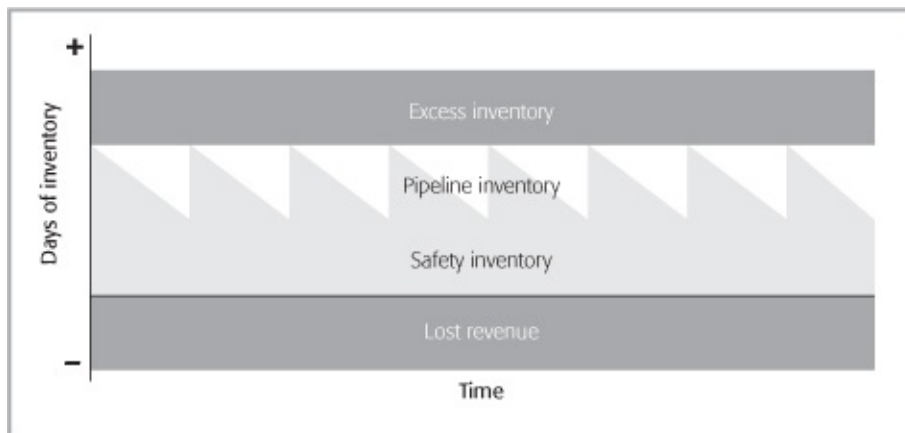 +
Days of inventory
Excess inventory
Pipeline inventory
Safety inventory
Lost revenue
–
Time